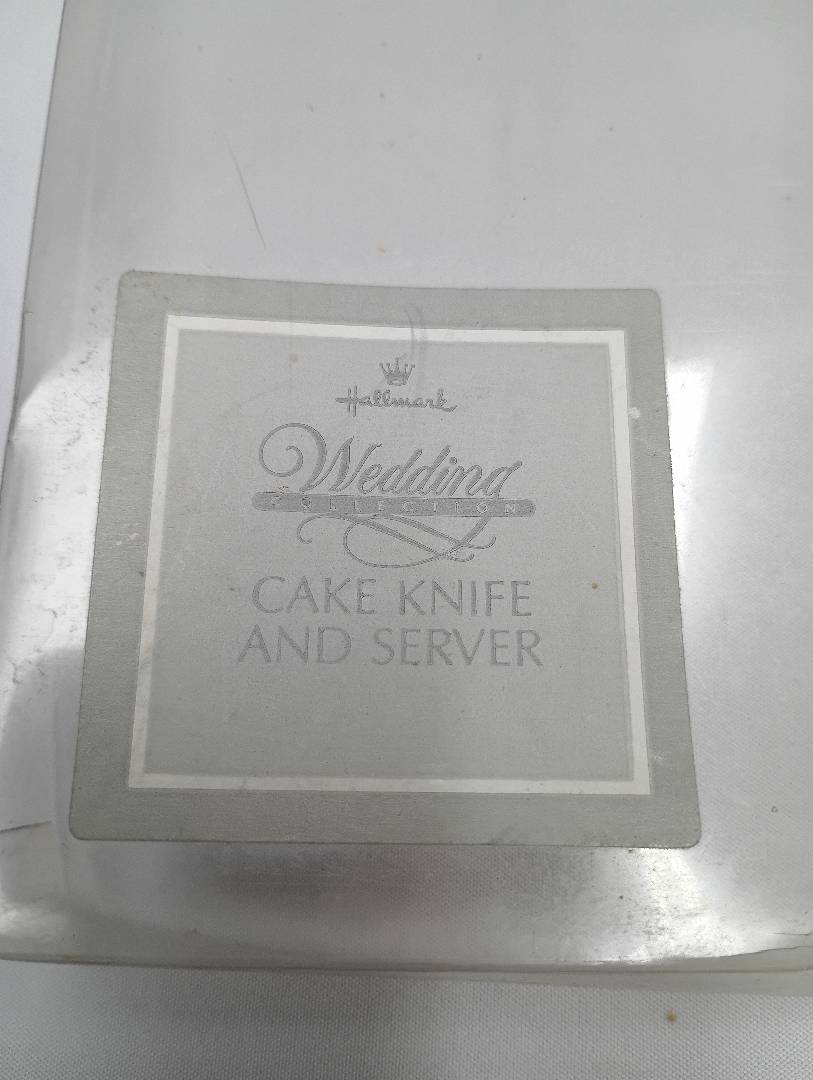 Hallmark
Wedding
COLLECTION
CAKE KNIFE
AND SERVER